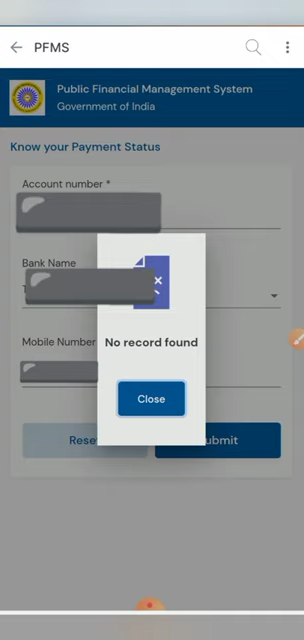 PFMS
Public Financial Management System
Government of India
Know your Payment Status
Account number *
Bank Name
No record found
Mobile Number
Close
Rese
ubmit